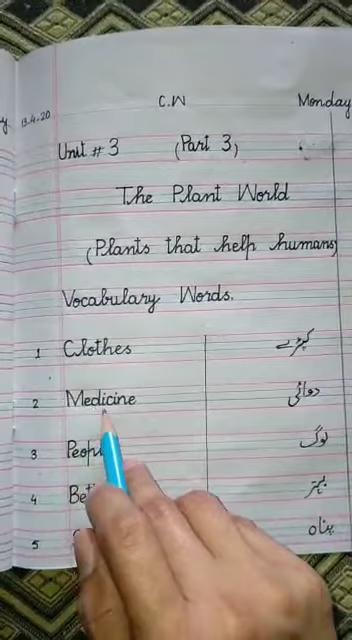 C.W Monday
13.4.20
Unit # 3 (Part 3)
The Plant World
(Plants that help humans)
Vocabulary Words.
1 Clothes کپڑے
2 Medicine دوائی
3 لوگ
4 بہتر
5 پناہ